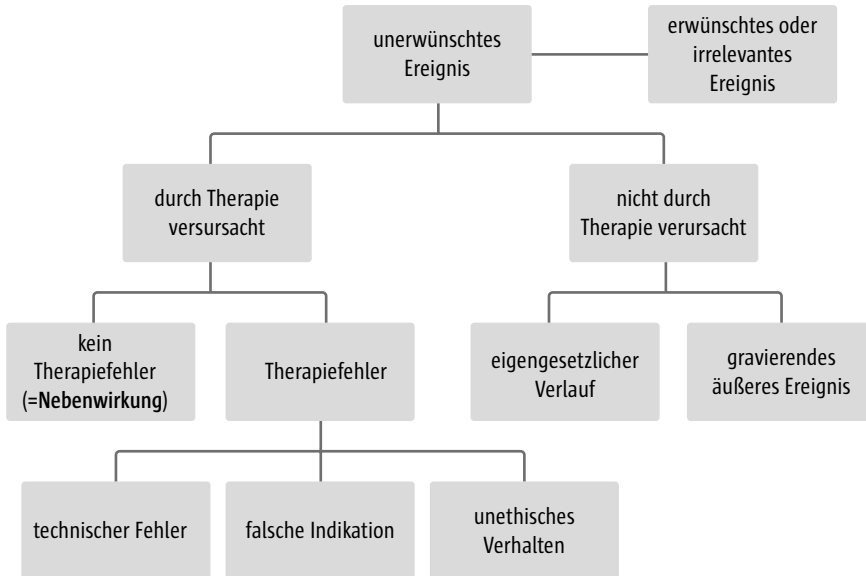 unerwünschtes
Ereignis
erwünschtes oder
irrelevantes
Ereignis
durch Therapie
versursacht
nicht durch
Therapie verursacht
kein
Therapiefehler
(=Nebenwirkung)
Therapiefehler
eigengesetzlicher
Verlauf
gravierendes
äußeres Ereignis
technischer Fehler
falsche Indikation
unethisches
Verhalten